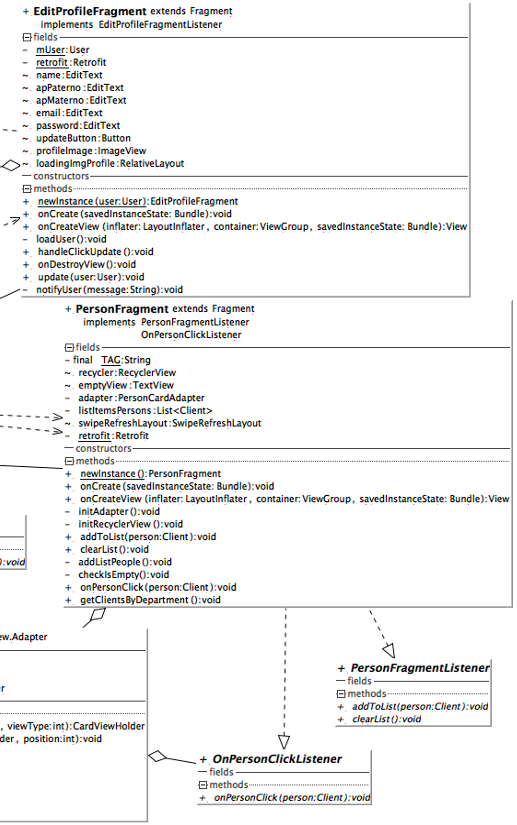 + EditProfileFragment extends Fragment
implements EditProfileFragmentListener
fields
- mUser:User
- retrofit:Retrofit
~ name:EditText
~ apPaterno:EditText
~ apMaterno:EditText
~ email:EditText
~ password:EditText
~ updateButton:Button
~ profileImage:ImageView
~ loadingImgProfile:RelativeLayout
constructors
methods
+ newInstance(user:User):EditProfileFragment
+ onCreate(savedInstanceState: Bundle):void
+ onCreateView(inflater: LayoutInflater, container:ViewGroup, savedInstanceState: Bundle):View
- loadUser():void
+ handleClickUpdate():void
+ onDestroyView():void
+ update(user:User):void
- notifyUser(message:String):void
+ PersonFragment extends Fragment
implements PersonFragmentListener
OnPersonClickListener
fields
- final TAG:String
~ recycler:RecyclerView
~ emptyView:TextView
- adapter:PersonCardAdapter
- listItemsPersons:List<Client>
~ swipeRefreshLayout:SwipeRefreshLayout
- retrofit:Retrofit
constructors
methods
+ newInstance():PersonFragment
+ onCreate(savedInstanceState: Bundle):void
+ onCreateView(inflater: LayoutInflater, container:ViewGroup, savedInstanceState: Bundle):View
- initAdapter():void
- initRecyclerView():void
+ addToList(person:Client):void
+ clearList():void
- addListPeople():void
- checkIsEmpty():void
+ onPersonClick(person:Client):void
+ getClientsByDepartment():void
):void
ew.Adapter
er
, viewType:int):CardViewHolder
der, position:int):void
+ PersonFragmentListener
fields
methods
+ addToList(person:Client):void
+ clearList():void
+ OnPersonClickListener
fields
methods
+ onPersonClick(person:Client):void